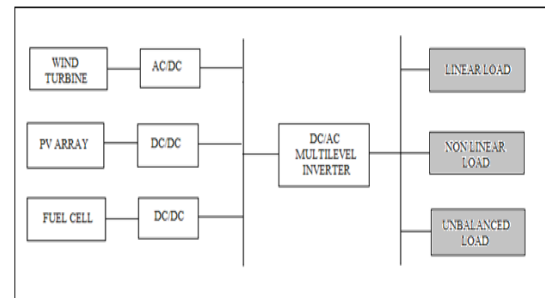 WIND
TURBINE
AC/DC
LINEAR LOAD
PV ARRAY
DC/DC
DC/AC
MULTILEVEL
INVERTER
NON LINEAR
LOAD
FUEL CELL
DC/DC
UNBALANCED
LOAD